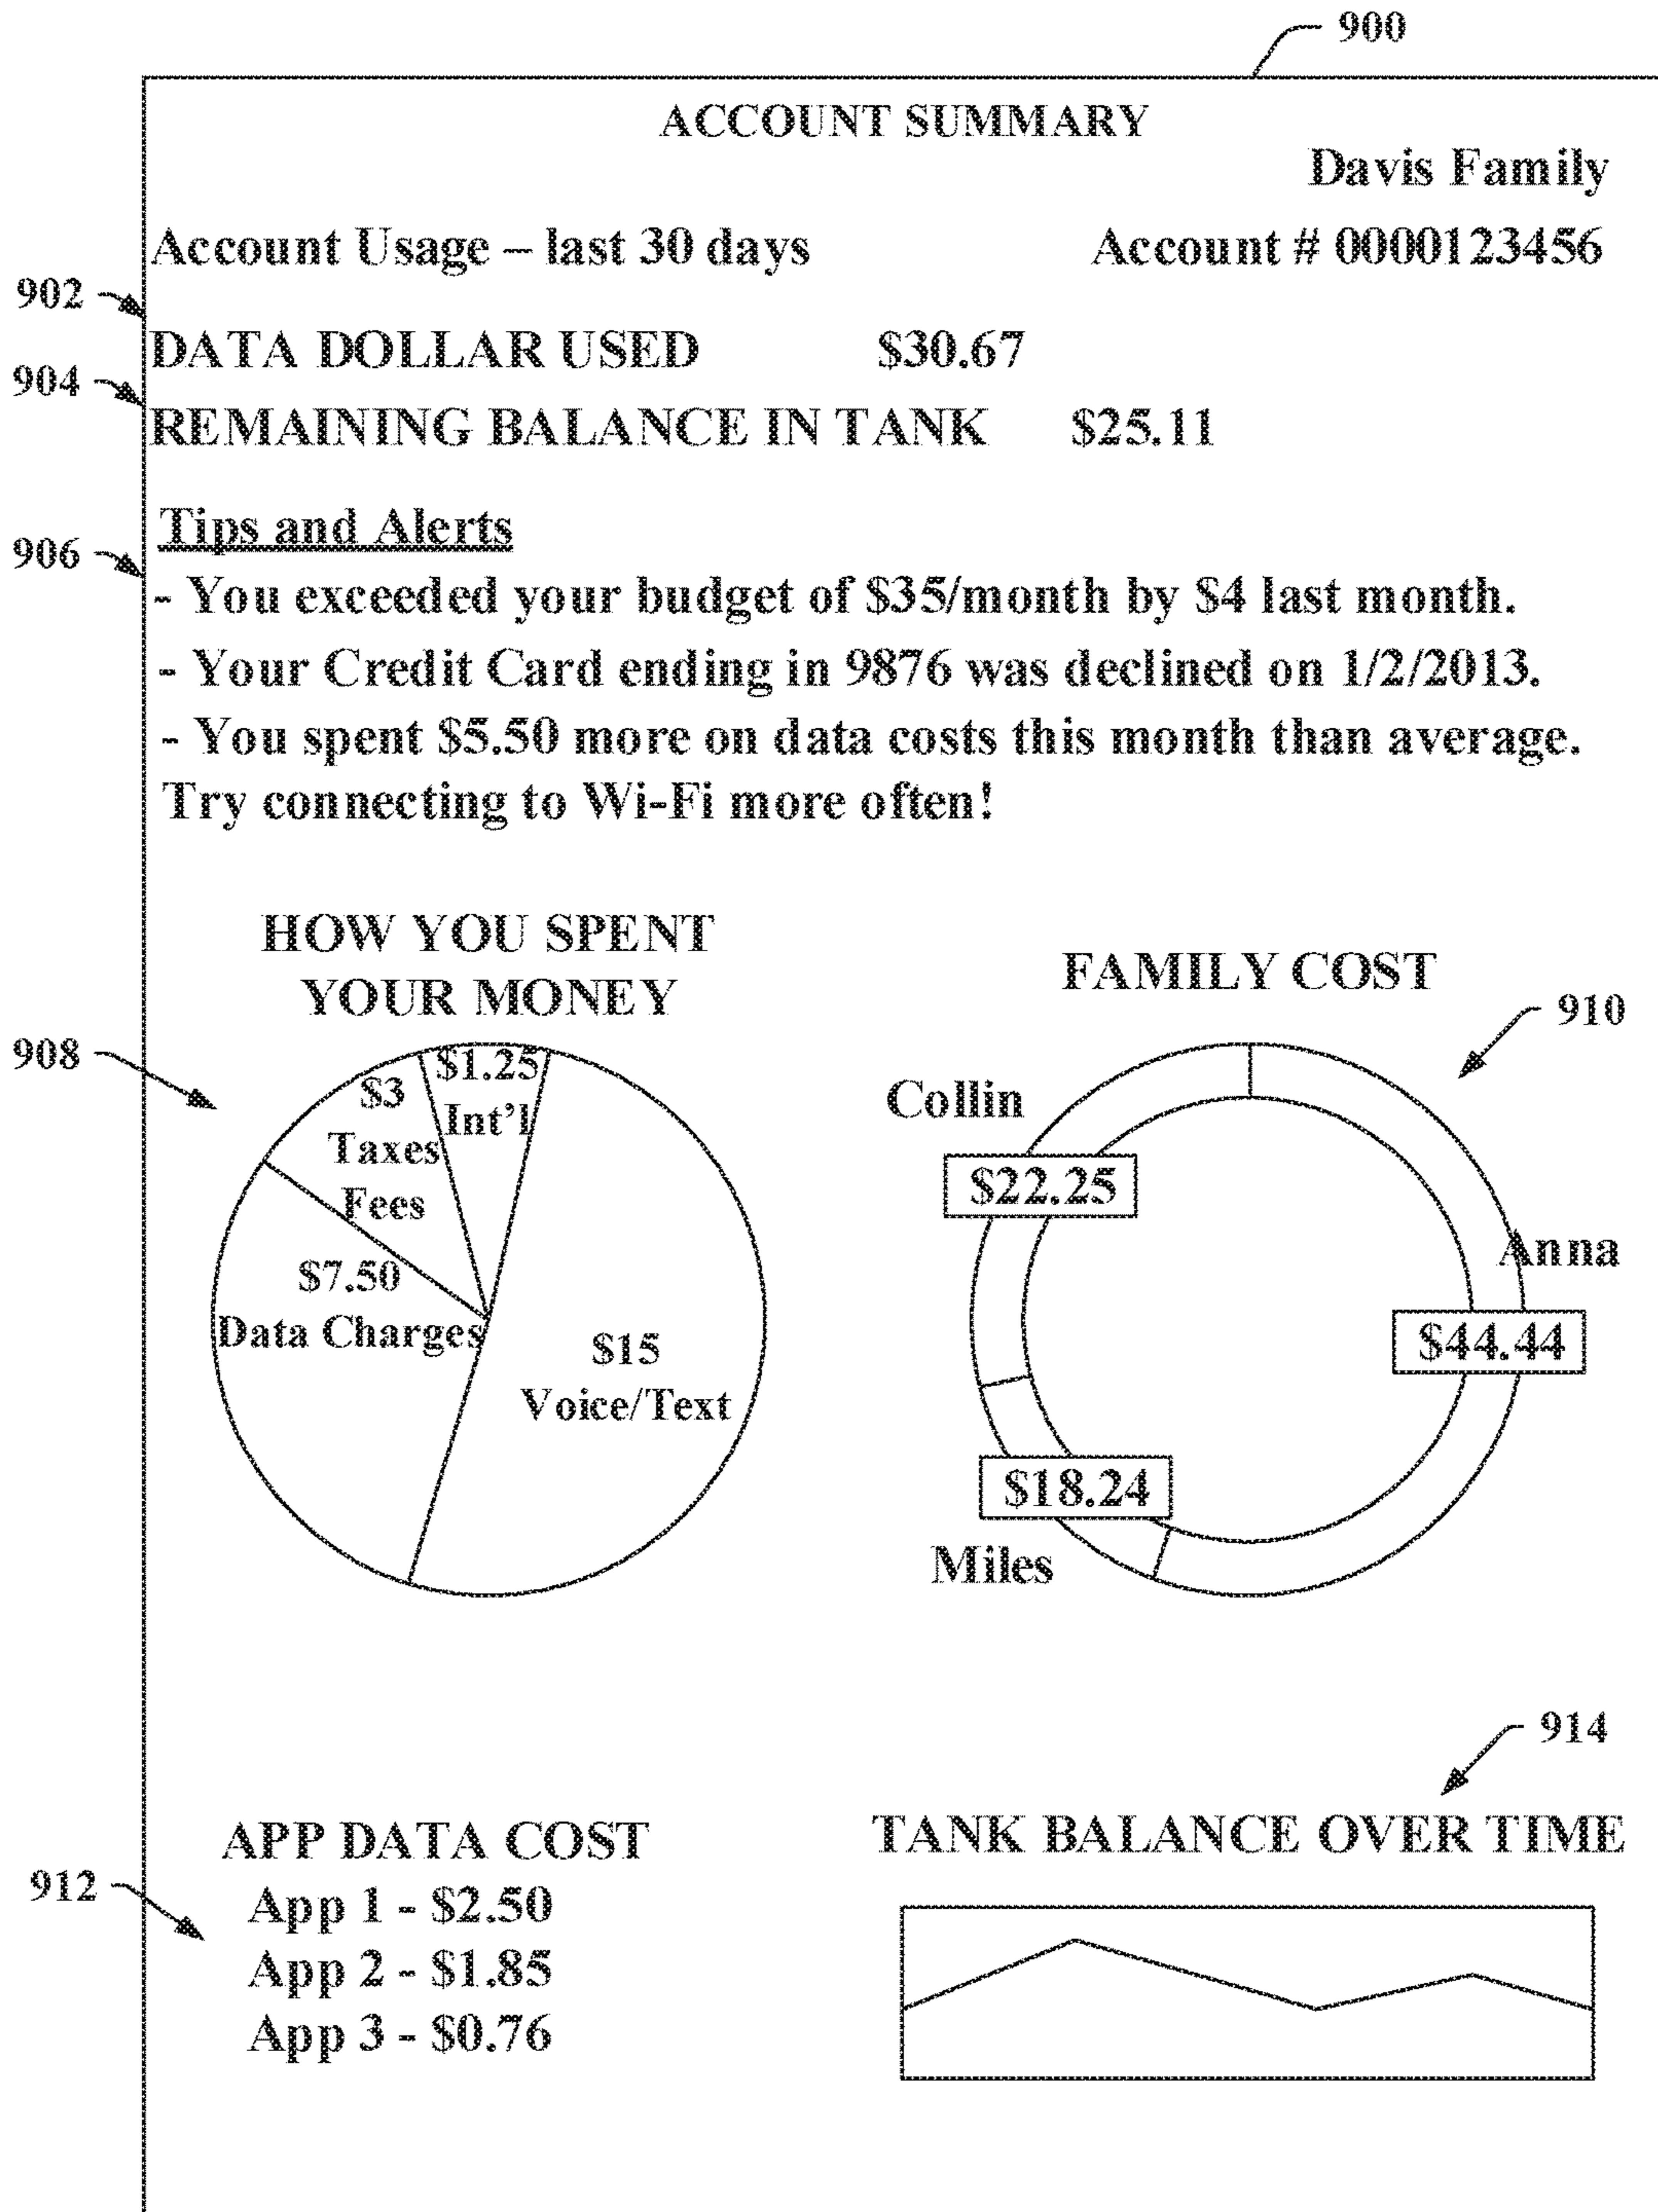 900
ACCOUNT SUMMARY
Davis Family
Account Usage – last 30 days Account # 0000123456
902
DATA DOLLAR USED $30.67
904
REMAINING BALANCE IN TANK $25.11
Tips and Alerts
906
- You exceeded your budget of $35/month by $4 last month.
- Your Credit Card ending in 9876 was declined on 1/2/2013.
- You spent $5.50 more on data costs this month than average.
Try connecting to Wi-Fi more often!
HOW YOU SPENT
YOUR MONEY
908
$1.25
Int'l
$3
Taxes
Fees
$7.50
Data Charges
$15
Voice/Text
FAMILY COST
910
Collin
$22.25
Anna
$44.44
$18.24
Miles
912
APP DATA COST
App 1 - $2.50
App 2 - $1.85
App 3 - $0.76
914
TANK BALANCE OVER TIME